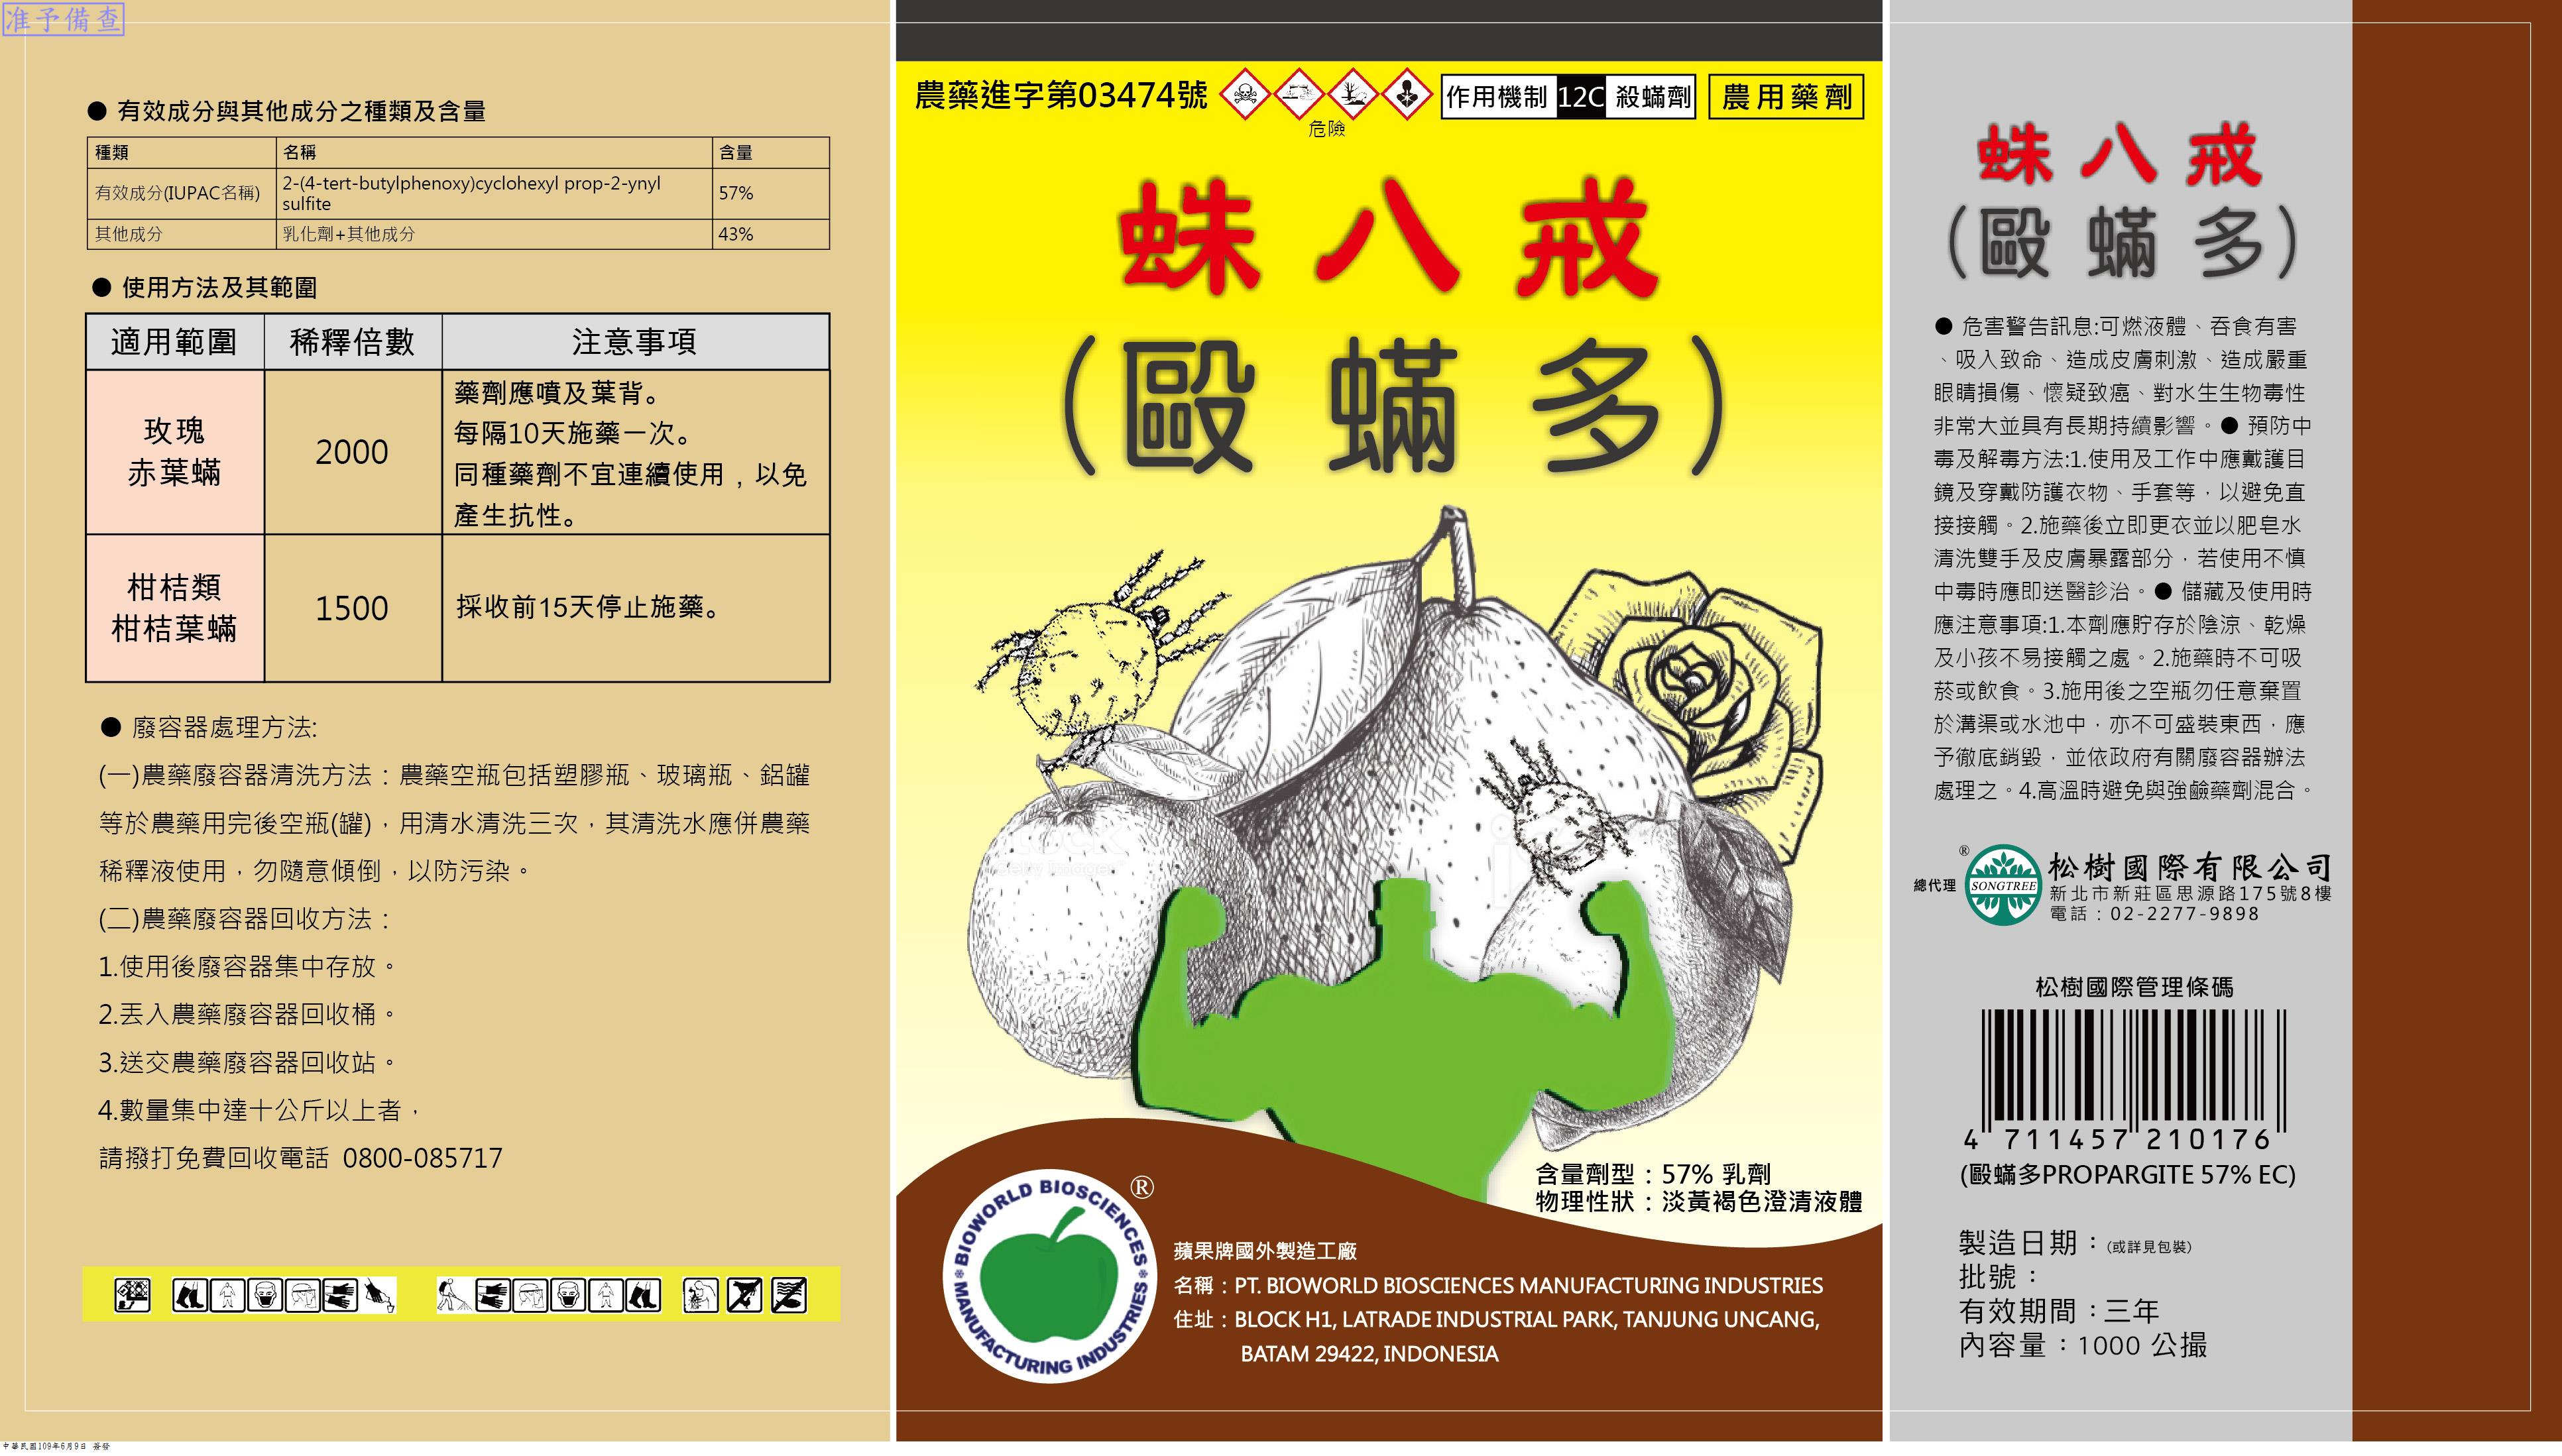 准予備查
● 有效成分與其他成分之種類及含量
種類 名稱 含量
有效成分(IUPAC名稱) 2-(4-tert-butylphenoxy)cyclohexyl prop-2-ynyl sulfite 57%
其他成分 乳化劑+其他成分 43%
● 使用方法及其範圍
適用範圍 稀釋倍數 注意事項
玫瑰
赤葉蟎
2000
藥劑應噴及葉背。
每隔10天施藥一次。
同種藥劑不宜連續使用，以免
產生抗性。
柑桔類
柑桔葉蟎
1500
採收前15天停止施藥。
● 廢容器處理方法:
(一)農藥廢容器清洗方法：農藥空瓶包括塑膠瓶、玻璃瓶、鋁罐
等於農藥用完後空瓶(罐)，用清水清洗三次，其清洗水應併農藥
稀釋液使用，勿隨意傾倒，以防污染。
(二)農藥廢容器回收方法：
1.使用後廢容器集中存放。
2.丟入農藥廢容器回收桶。
3.送交農藥廢容器回收站。
4.數量集中達十公斤以上者，
請撥打免費回收電話 0800-085717
中華民國109年6月9日 簽發
農藥進字第03474號
危險
作用機制 12C 殺蟎劑
農用藥劑
蛛八戒
(毆蟎多)
含量劑型：57% 乳劑
物理性狀：淡黃褐色澄清液體
BIOWORLD BIOSCIENCES
MANUFACTURING INDUSTRIES
®
蘋果牌國外製造工廠
名稱：PT. BIOWORLD BIOSCIENCES MANUFACTURING INDUSTRIES
住址：BLOCK H1, LATRADE INDUSTRIAL PARK, TANJUNG UNCANG,
BATAM 29422, INDONESIA
蛛八戒
(毆蟎多)
● 危害警告訊息:可燃液體、吞食有害
、吸入致命、造成皮膚刺激、造成嚴重
眼睛損傷、懷疑致癌、對水生生物毒性
非常大並具有長期持續影響。● 預防中
毒及解毒方法:1.使用及工作中應戴護目
鏡及穿戴防護衣物、手套等，以避免直
接接觸。2.施藥後立即更衣並以肥皂水
清洗雙手及皮膚暴露部分，若使用不慎
中毒時應即送醫診治。● 儲藏及使用時
應注意事項:1.本劑應貯存於陰涼、乾燥
及小孩不易接觸之處。2.施藥時不可吸
菸或飲食。3.施用後之空瓶勿任意棄置
於溝渠或水池中，亦不可盛裝東西，應
予徹底銷毀，並依政府有關廢容器辦法
處理之。4.高溫時避免與強鹼藥劑混合。
總代理
®
SONGTREE
松樹國際有限公司
新北市新莊區思源路175號8樓
電話：02-2277-9898
松樹國際管理條碼
4 711457 210176
(毆蟎多PROPARGITE 57% EC)
製造日期：(或詳見包裝)
批號：
有效期間：三年
內容量：1000 公撮